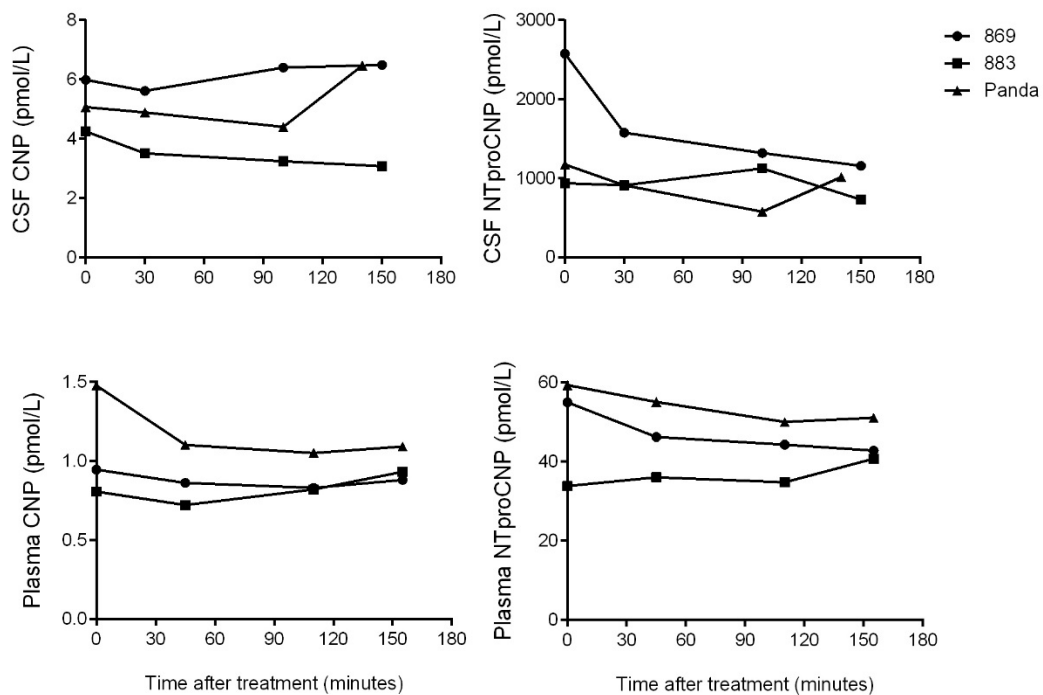 CSF CNP (pmol/L)
8
6
4
2
0
0 30 60 90 120 150 180
CSF NTproCNP (pmol/L)
3000
2000
1000
0
0 30 60 90 120 150 180
869
883
Panda
Plasma CNP (pmol/L)
1.5
1.0
0.5
0.0
0 30 60 90 120 150 180
Time after treatment (minutes)
Plasma NTproCNP (pmol/L)
60
40
20
0
0 30 60 90 120 150 180
Time after treatment (minutes)